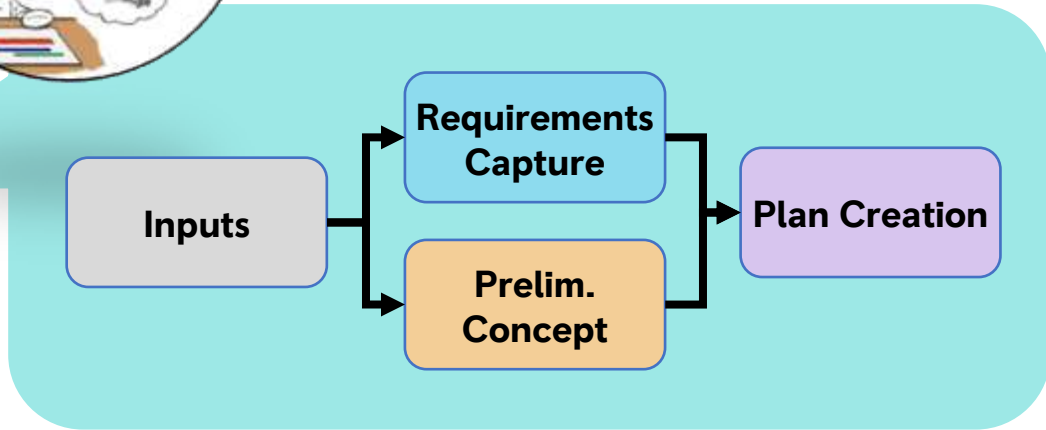 Inputs
Requirements
Capture
Prelim.
Concept
Plan Creation